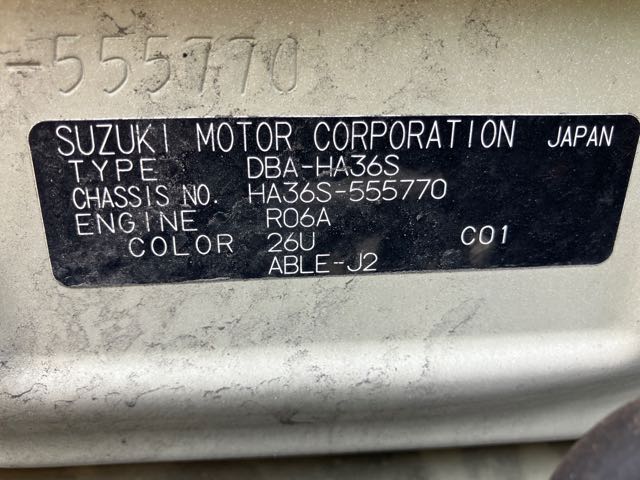 -555770
SUZUKI MOTOR CORPORATION JAPAN
TYPE DBA-HA36S
CHASSIS NO. HA36S-555770
ENGINE R06A
COLOR 26U C01
ABLE-J2